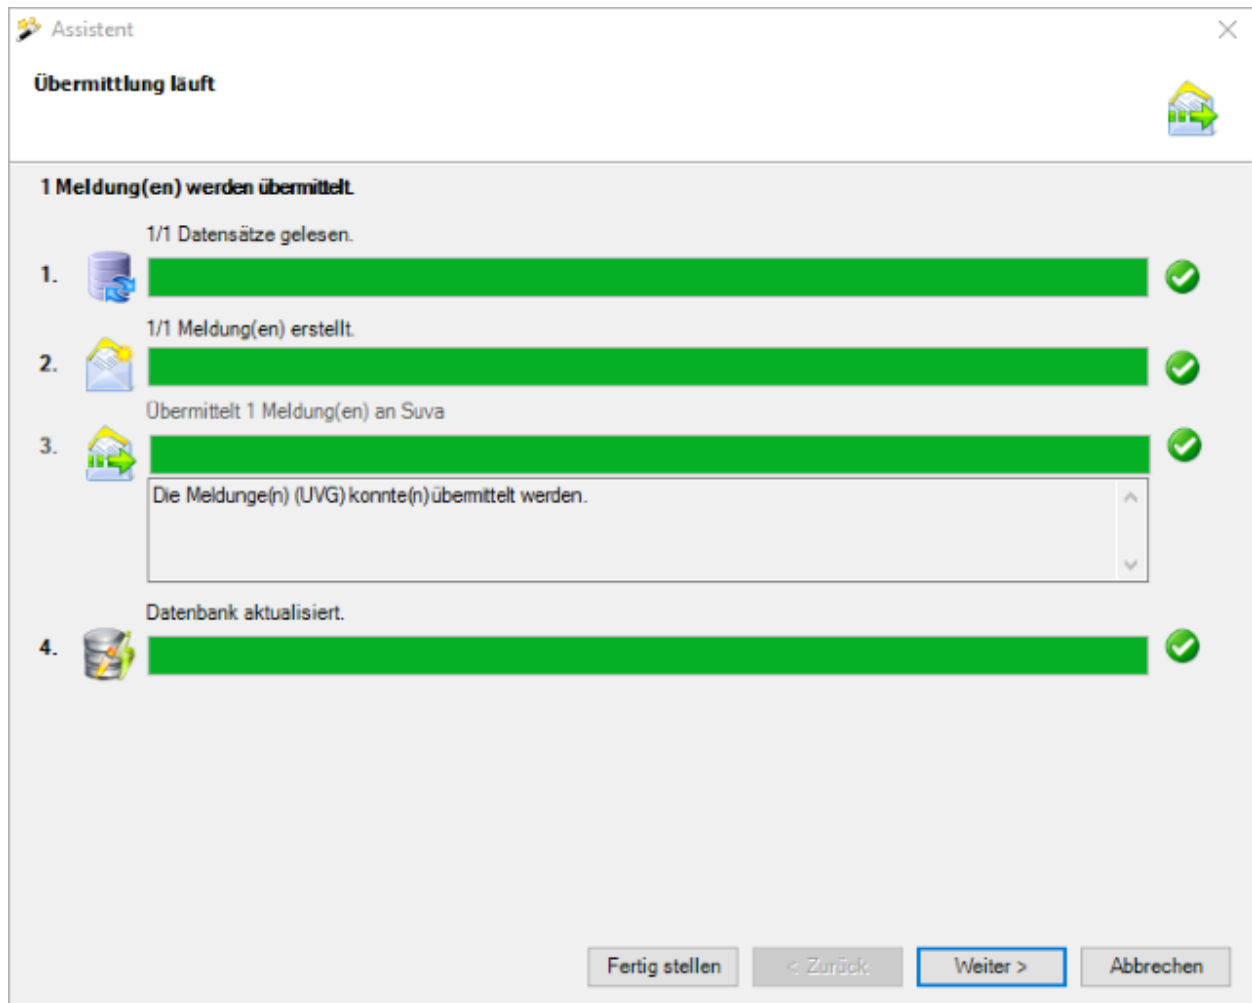 Assistent
Übermittlung läuft
1 Meldung(en) werden übermittelt.
1/1 Datensätze gelesen.
1.
1/1 Meldung(en) erstellt.
2.
Übermittelt 1 Meldung(en) an Suva
3.
Die Meldunge(n) (UVG) konnte(n) übermittelt werden.
Datenbank aktualisiert.
4.
Fertig stellen < Zurück Weiter > Abbrechen